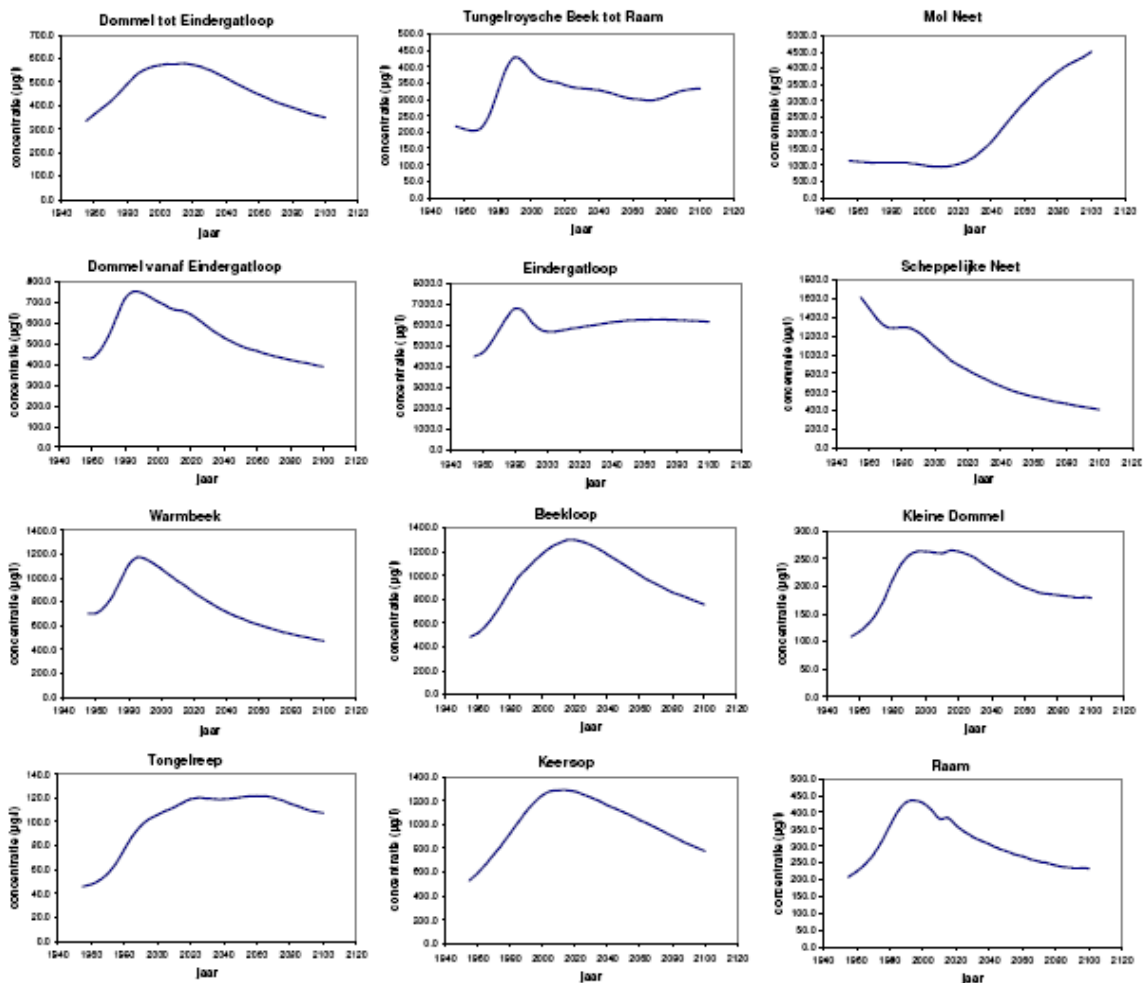 Dommel tot Eindergatloop
concentratie (µg/l)
700.0
600.0
500.0
400.0
300.0
200.0
100.0
0.0
1940 1960 1980 2000 2020 2040 2060 2080 2100 2120
jaar
Tungelroysche Beek tot Raam
concentratie (µg/l)
500.0
450.0
400.0
350.0
300.0
250.0
200.0
150.0
100.0
50.0
0.0
1940 1960 1980 2000 2020 2040 2060 2080 2100 2120
jaar
Mol Neet
concentratie (µg/l)
5000.0
4500.0
4000.0
3500.0
3000.0
2500.0
2000.0
1500.0
1000.0
500.0
0.0
1940 1960 1980 2000 2020 2040 2060 2080 2100 2120
jaar
Dommel vanaf Eindergatloop
concentratie (µg/l)
800.0
700.0
600.0
500.0
400.0
300.0
200.0
100.0
0.0
1940 1960 1980 2000 2020 2040 2060 2080 2100 2120
jaar
Eindergatloop
concentratie (µg/l)
8000.0
7000.0
6000.0
5000.0
4000.0
3000.0
2000.0
1000.0
0.0
1940 1960 1980 2000 2020 2040 2060 2080 2100 2120
jaar
Scheppelijke Neet
concentratie (µg/l)
1800.0
1600.0
1400.0
1200.0
1000.0
800.0
600.0
400.0
200.0
0.0
1940 1960 1980 2000 2020 2040 2060 2080 2100 2120
jaar
Warmbeek
concentratie (µg/l)
1400.0
1200.0
1000.0
800.0
600.0
400.0
200.0
0.0
1940 1960 1980 2000 2020 2040 2060 2080 2100 2120
jaar
Beekloop
concentratie (µg/l)
1400.0
1200.0
1000.0
800.0
600.0
400.0
200.0
0.0
1940 1960 1980 2000 2020 2040 2060 2080 2100 2120
jaar
Kleine Dommel
concentratie (µg/l)
300.0
250.0
200.0
150.0
100.0
50.0
0.0
1940 1960 1980 2000 2020 2040 2060 2080 2100 2120
jaar
Tongelreep
concentratie (µg/l)
140.0
120.0
100.0
80.0
60.0
40.0
20.0
0.0
1940 1960 1980 2000 2020 2040 2060 2080 2100 2120
jaar
Keersop
concentratie (µg/l)
1400.0
1200.0
1000.0
800.0
600.0
400.0
200.0
0.0
1940 1960 1980 2000 2020 2040 2060 2080 2100 2120
jaar
Raam
concentratie (µg/l)
500.0
450.0
400.0
350.0
300.0
250.0
200.0
150.0
100.0
50.0
0.0
1940 1960 1980 2000 2020 2040 2060 2080 2100 2120
jaar